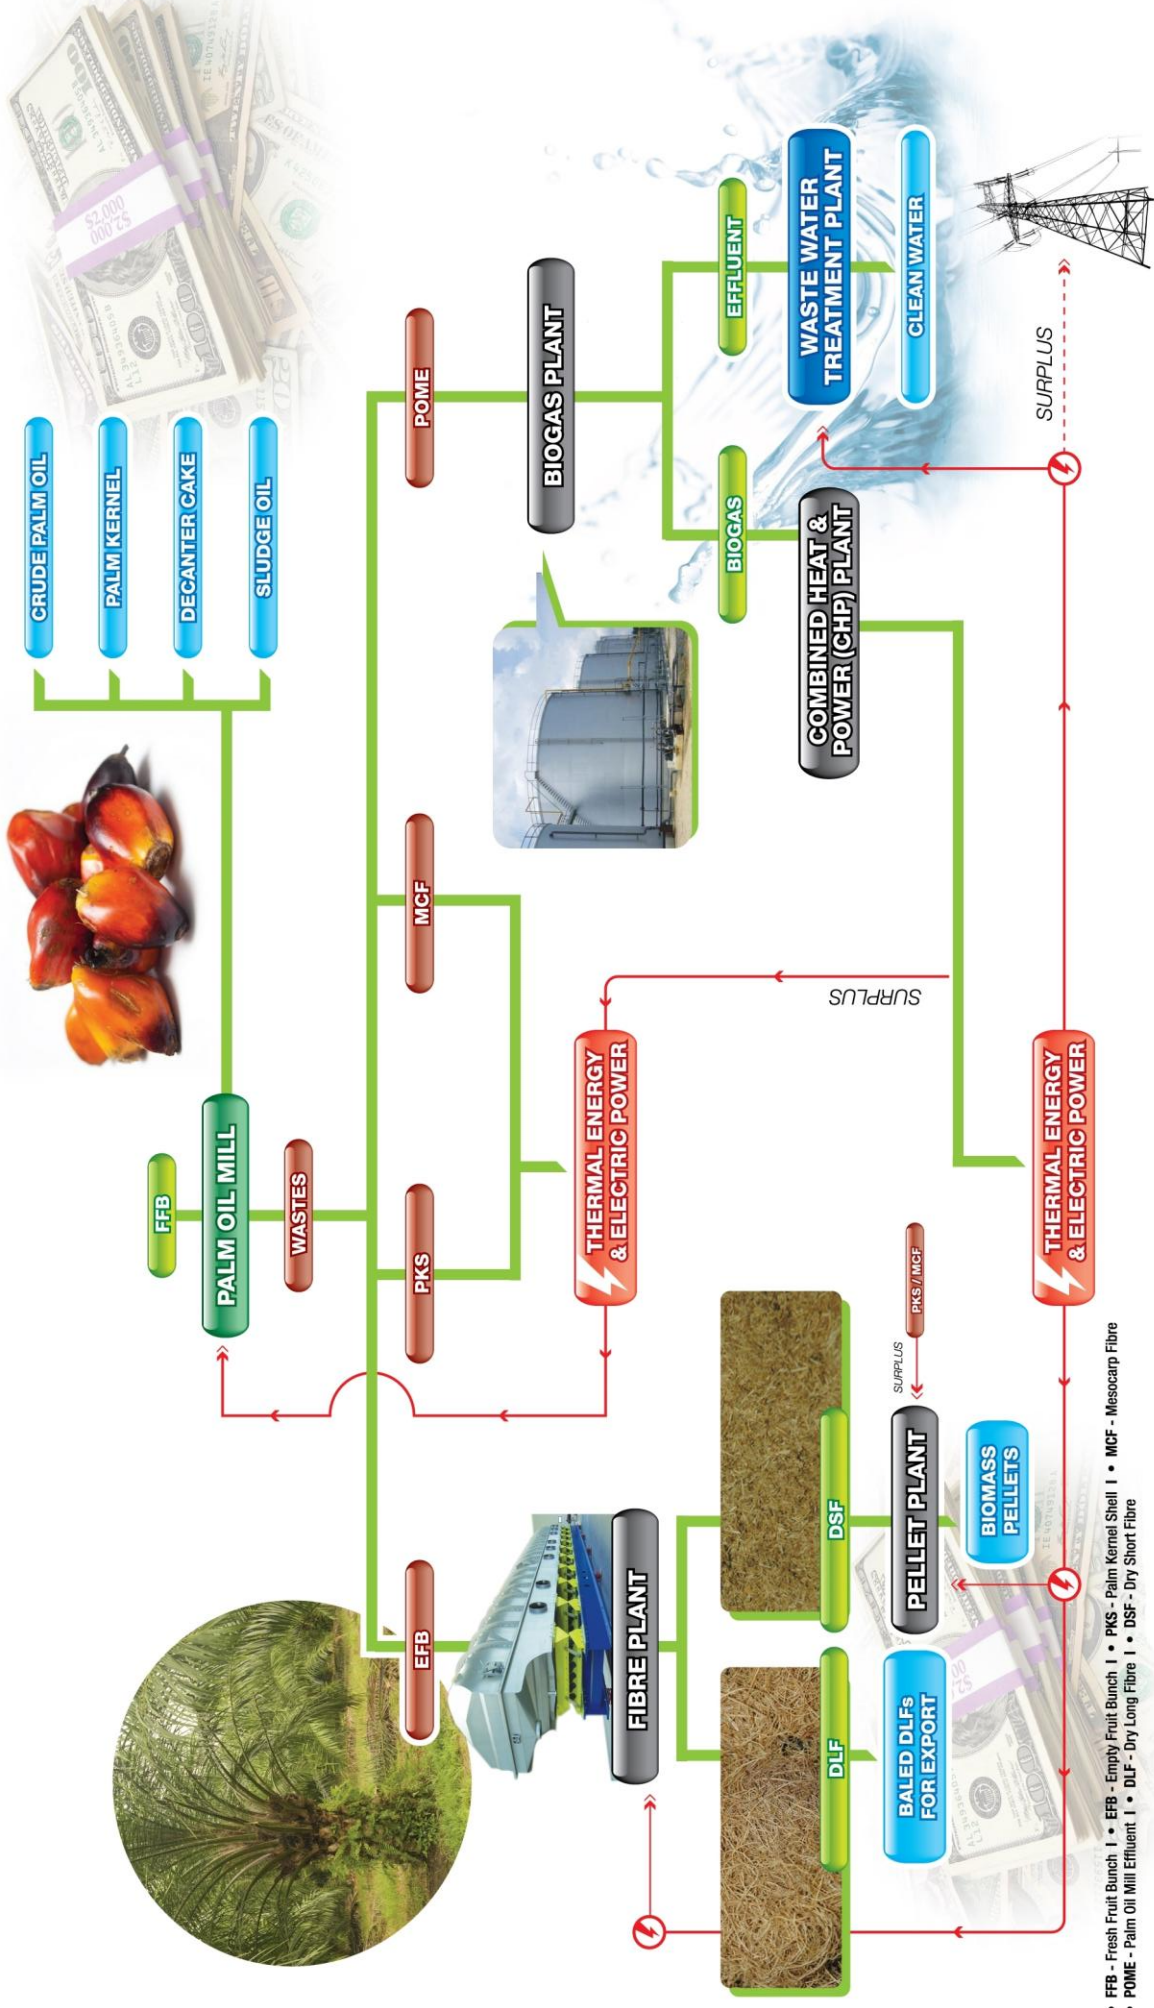 CRUDE PALM OIL
PALM KERNEL
DECANTER CAKE
SLUDGE OIL
FFB
PALM OIL MILL
WASTES
EFB
PKS
MCF
POME
FIBRE PLANT
THERMAL ENERGY
& ELECTRIC POWER
BIOGAS PLANT
BIOGAS
EFFLUENT
DLF
DSF
COMBINED HEAT &
POWER (CHP) PLANT
WASTE WATER
TREATMENT PLANT
CLEAN WATER
BALED DLFs
FOR EXPORT
PELLET PLANT
SURPLUS
PKS / MCF
BIOMASS
PELLETS
SURPLUS
THERMAL ENERGY
& ELECTRIC POWER
SURPLUS
$2,000
000 $2
• FFB - Fresh Fruit Bunch I • EFB - Empty Fruit Bunch I • PKS - Palm Kernel Shell I • MCF - Mesocarp Fibre
• POME - Palm Oil Mill Effluent I • DLF - Dry Long Fibre I • DSF - Dry Short Fibre